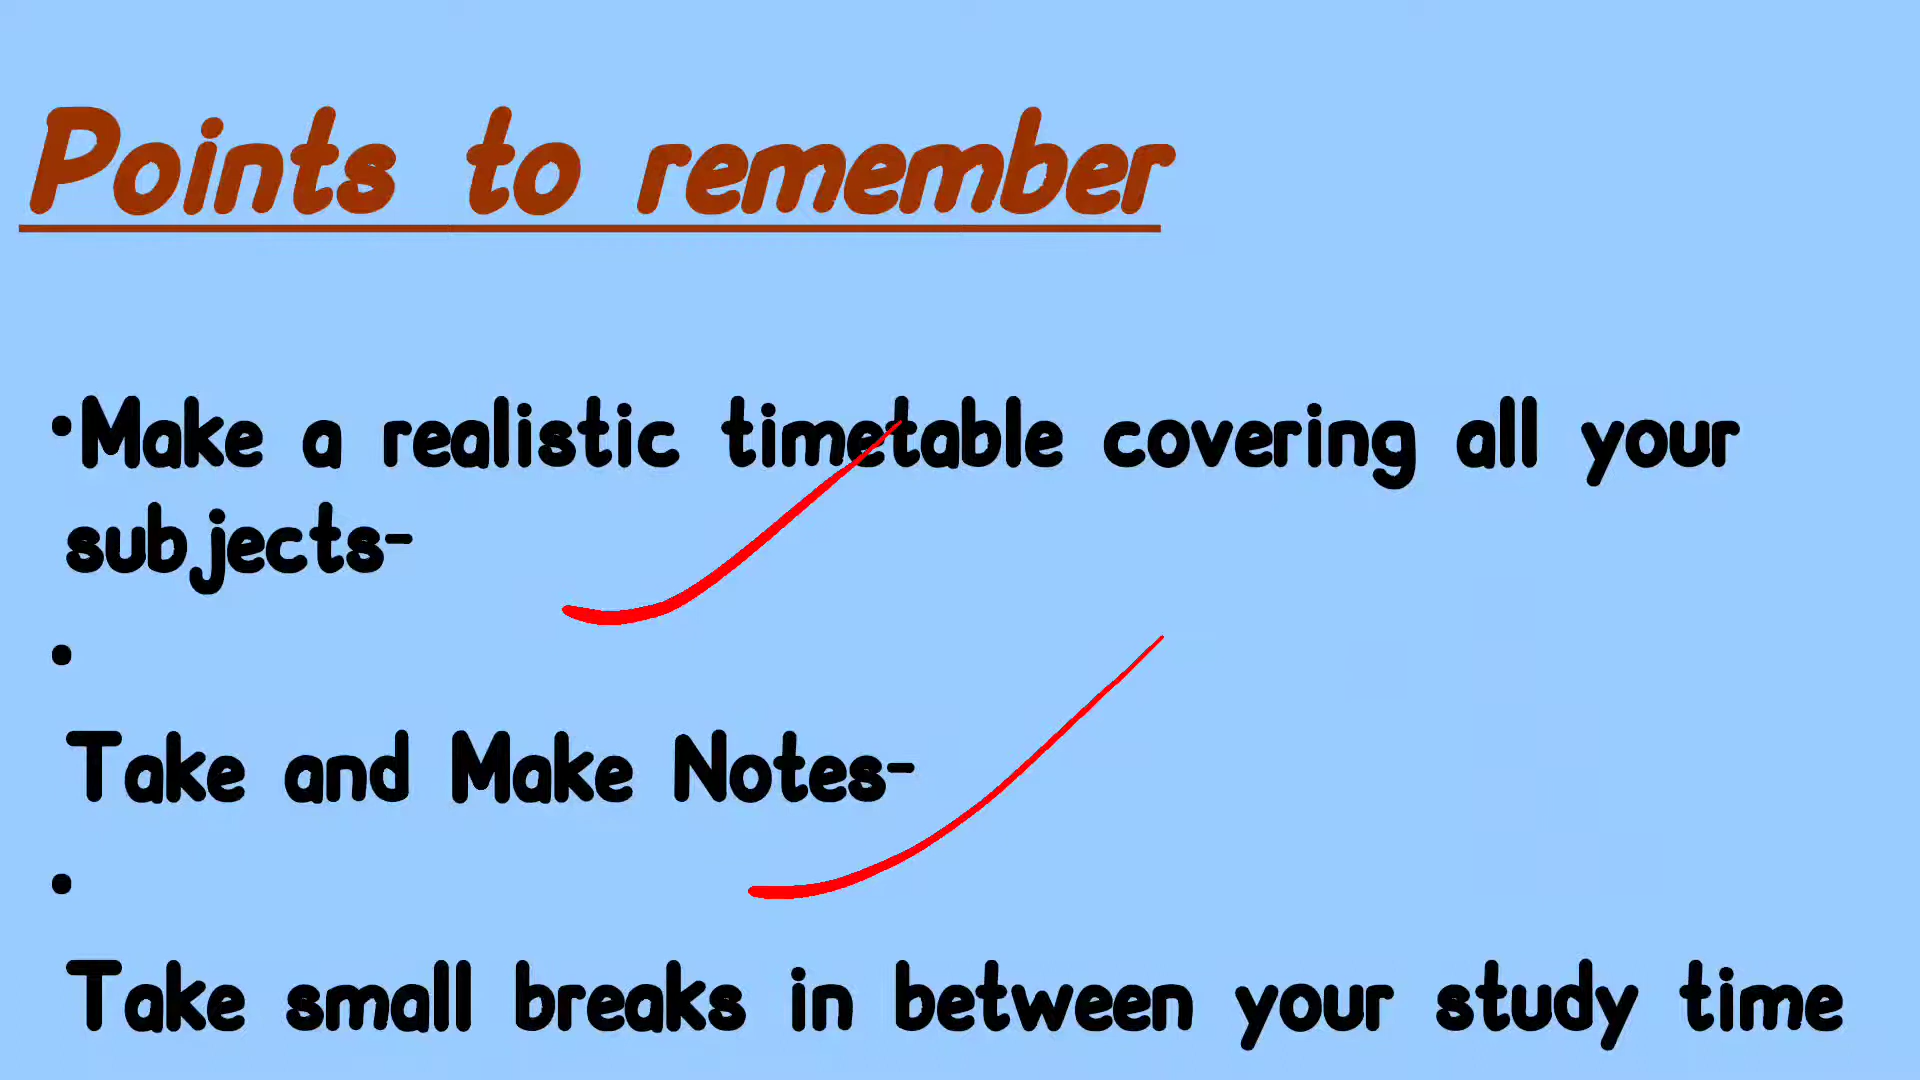 Points to remember
•Make a realistic timetable covering all your
subjects-
•
Take and Make Notes-
•
Take small breaks in between your study time